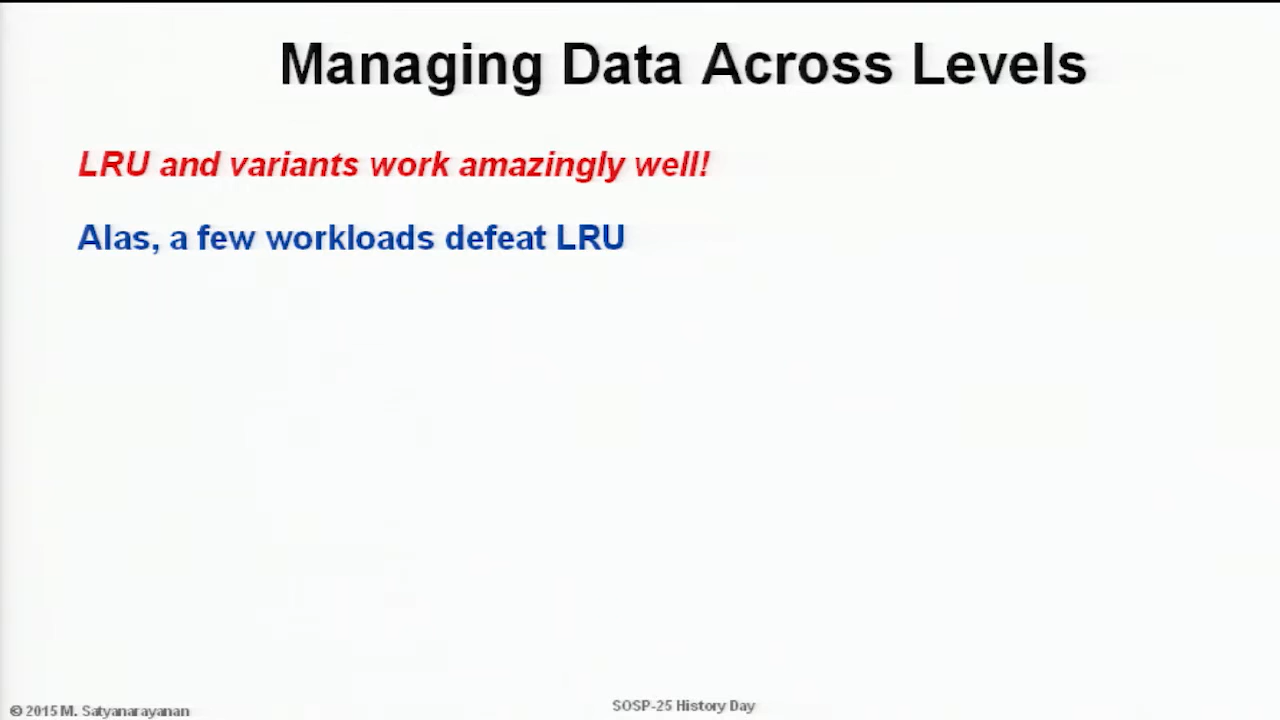 Managing Data Across Levels
LRU and variants work amazingly well!
Alas, a few workloads defeat LRU
© 2015 M. Satyanarayanan
SOSP-25 History Day